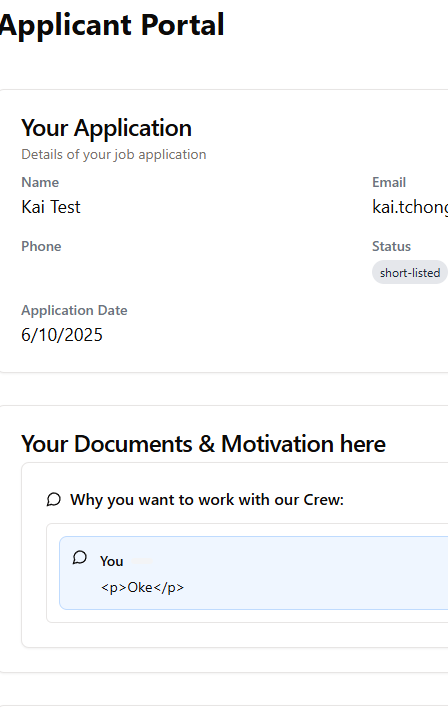 Applicant Portal
Your Application
Details of your job application
Name
Email
Kai Test
kai.tchong
Phone
Status
short-listed
Application Date
6/10/2025
Your Documents & Motivation here
Why you want to work with our Crew:
You
<p>Oke</p>